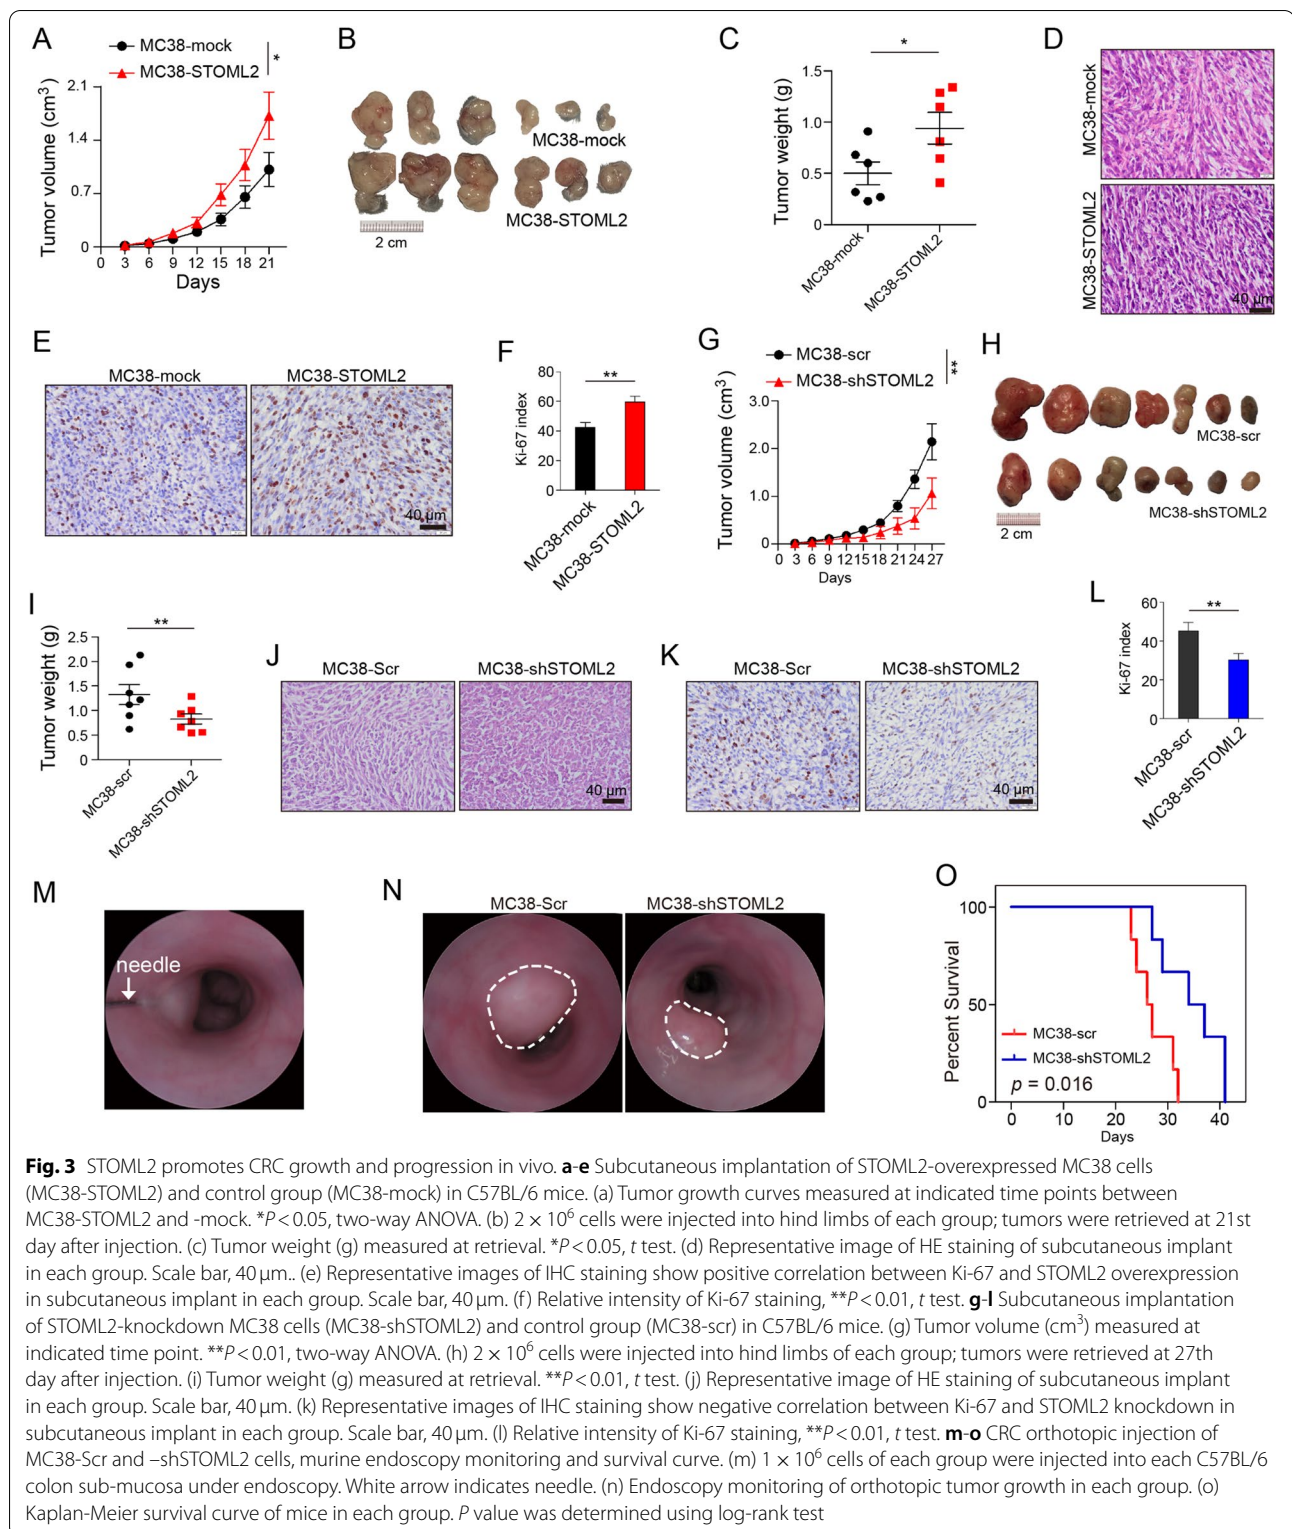 A
MC38-mock
MC38-STOML2
*
Tumor volume (cm³)
2.1
1.4
0.7
0
0 3 6 9 12 15 18 21
Days
B
MC38-mock
MC38-STOML2
2 cm
C
*
Tumor weight (g)
1.5
1.0
0.5
0
MC38-mock
MC38-STOML2
D
MC38-mock
MC38-STOML2
40 μm
E
MC38-mock MC38-STOML2
40 μm
F
**
Ki-67 index
80
60
40
20
0
MC38-mock
MC38-STOML2
G
MC38-scr
MC38-shSTOML2
**
Tumor volume (cm³)
3.0
2.0
1.0
0
0 3 6 9 12 15 18 21 24 27
Days
H
MC38-scr
MC38-shSTOML2
2 cm
I
**
Tumor weight (g)
2.5
2.0
1.5
1.0
0.5
0
MC38-scr
MC38-shSTOML2
J
MC38-Scr MC38-shSTOML2
40 μm
K
MC38-Scr MC38-shSTOML2
40 μm
L
**
Ki-67 index
60
40
20
0
MC38-scr
MC38-shSTOML2
M
needle
N
MC38-Scr MC38-shSTOML2
O
Percent Survival
100
50
0
MC38-scr
MC38-shSTOML2
p = 0.016
0 10 20 30 40
Days
Fig. 3 STOML2 promotes CRC growth and progression in vivo. a-e Subcutaneous implantation of STOML2-overexpressed MC38 cells
(MC38-STOML2) and control group (MC38-mock) in C57BL/6 mice. (a) Tumor growth curves measured at indicated time points between
MC38-STOML2 and -mock. *P < 0.05, two-way ANOVA. (b) 2 × 10⁶ cells were injected into hind limbs of each group; tumors were retrieved at 21st
day after injection. (c) Tumor weight (g) measured at retrieval. *P < 0.05, t test. (d) Representative image of HE staining of subcutaneous implant
in each group. Scale bar, 40 μm.. (e) Representative images of IHC staining show positive correlation between Ki-67 and STOML2 overexpression
in subcutaneous implant in each group. Scale bar, 40 μm. (f) Relative intensity of Ki-67 staining, **P < 0.01, t test. g-l Subcutaneous implantation
of STOML2-knockdown MC38 cells (MC38-shSTOML2) and control group (MC38-scr) in C57BL/6 mice. (g) Tumor volume (cm³) measured at
indicated time point. **P < 0.01, two-way ANOVA. (h) 2 × 10⁶ cells were injected into hind limbs of each group; tumors were retrieved at 27th
day after injection. (i) Tumor weight (g) measured at retrieval. **P < 0.01, t test. (j) Representative image of HE staining of subcutaneous implant
in each group. Scale bar, 40 μm. (k) Representative images of IHC staining show negative correlation between Ki-67 and STOML2 knockdown in
subcutaneous implant in each group. Scale bar, 40 μm. (l) Relative intensity of Ki-67 staining, **P < 0.01, t test. m-o CRC orthotopic injection of
MC38-Scr and –shSTOML2 cells, murine endoscopy monitoring and survival curve. (m) 1 × 10⁶ cells of each group were injected into each C57BL/6
colon sub-mucosa under endoscopy. White arrow indicates needle. (n) Endoscopy monitoring of orthotopic tumor growth in each group. (o)
Kaplan-Meier survival curve of mice in each group. P value was determined using log-rank test